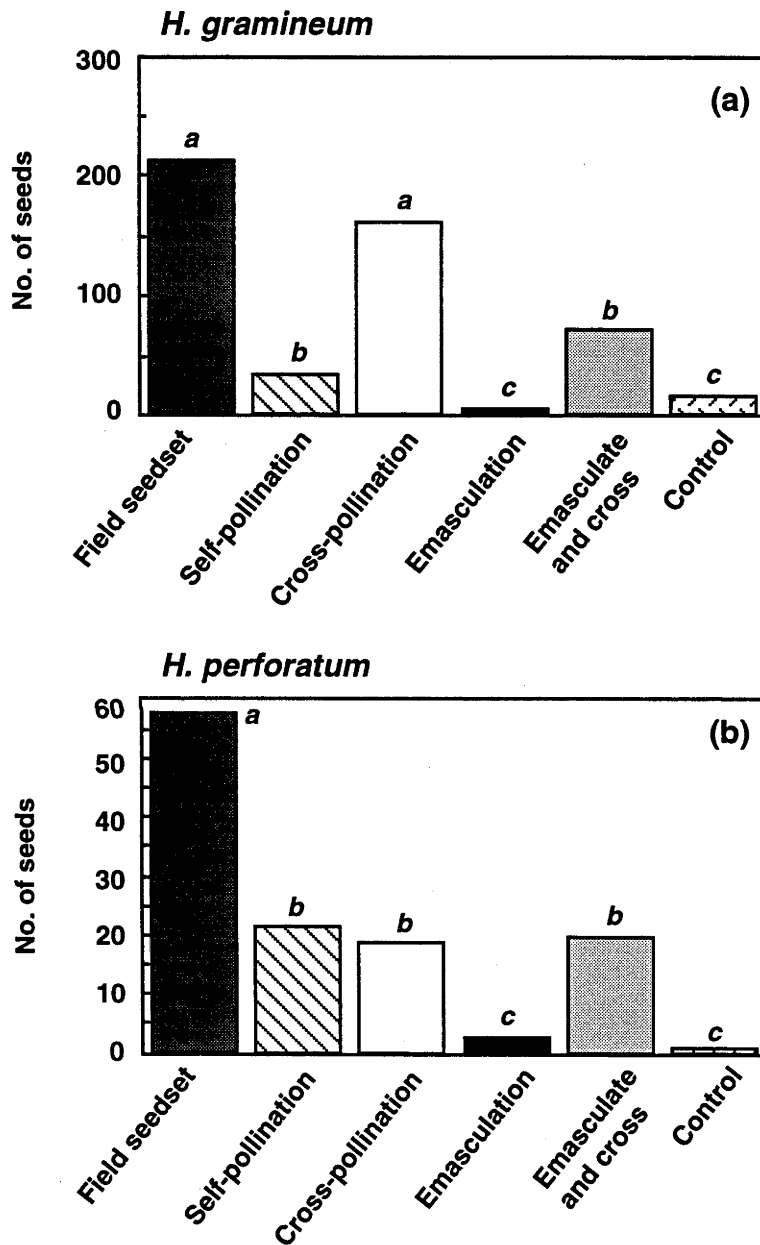 H. gramineum
(a)
No. of seeds
300
200
100
0
a
b
a
c
b
c
Field seedset
Self-pollination
Cross-pollination
Emasculation
Emasculate
and cross
Control
H. perforatum
(b)
No. of seeds
60
50
40
30
20
10
0
a
b
b
c
b
c
Field seedset
Self-pollination
Cross-pollination
Emasculation
Emasculate
and cross
Control